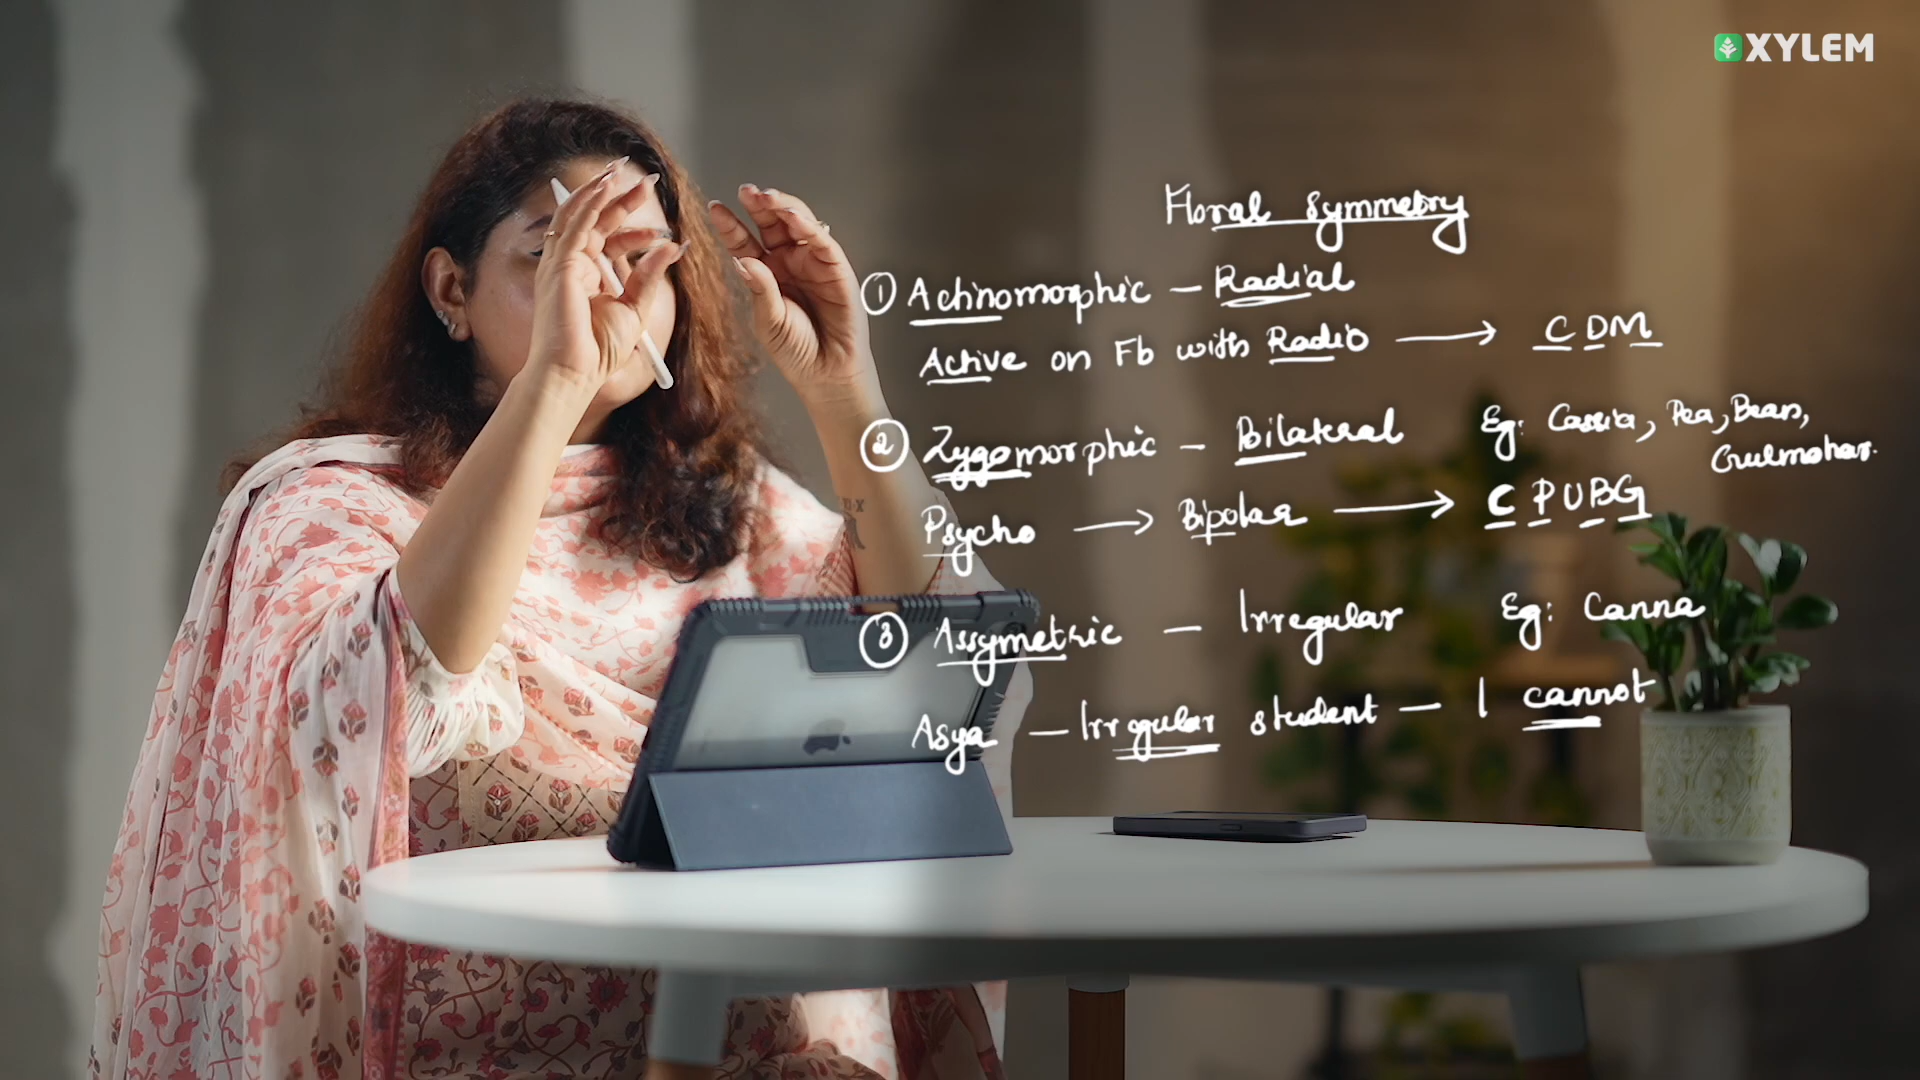 XYLEM
Floral Symmetry
① Actinomorphic – Radial
Active on Fb with Radio ⟶ CDM
② Zygomorphic – Bilateral Eg: Cassia, Pea, Bean,
Gulmohar.
Psycho ⟶ Bipolar ⟶ C PUBG
③ Assymetric – Irregular Eg: Canna
Asya – Irregular student – I cannot